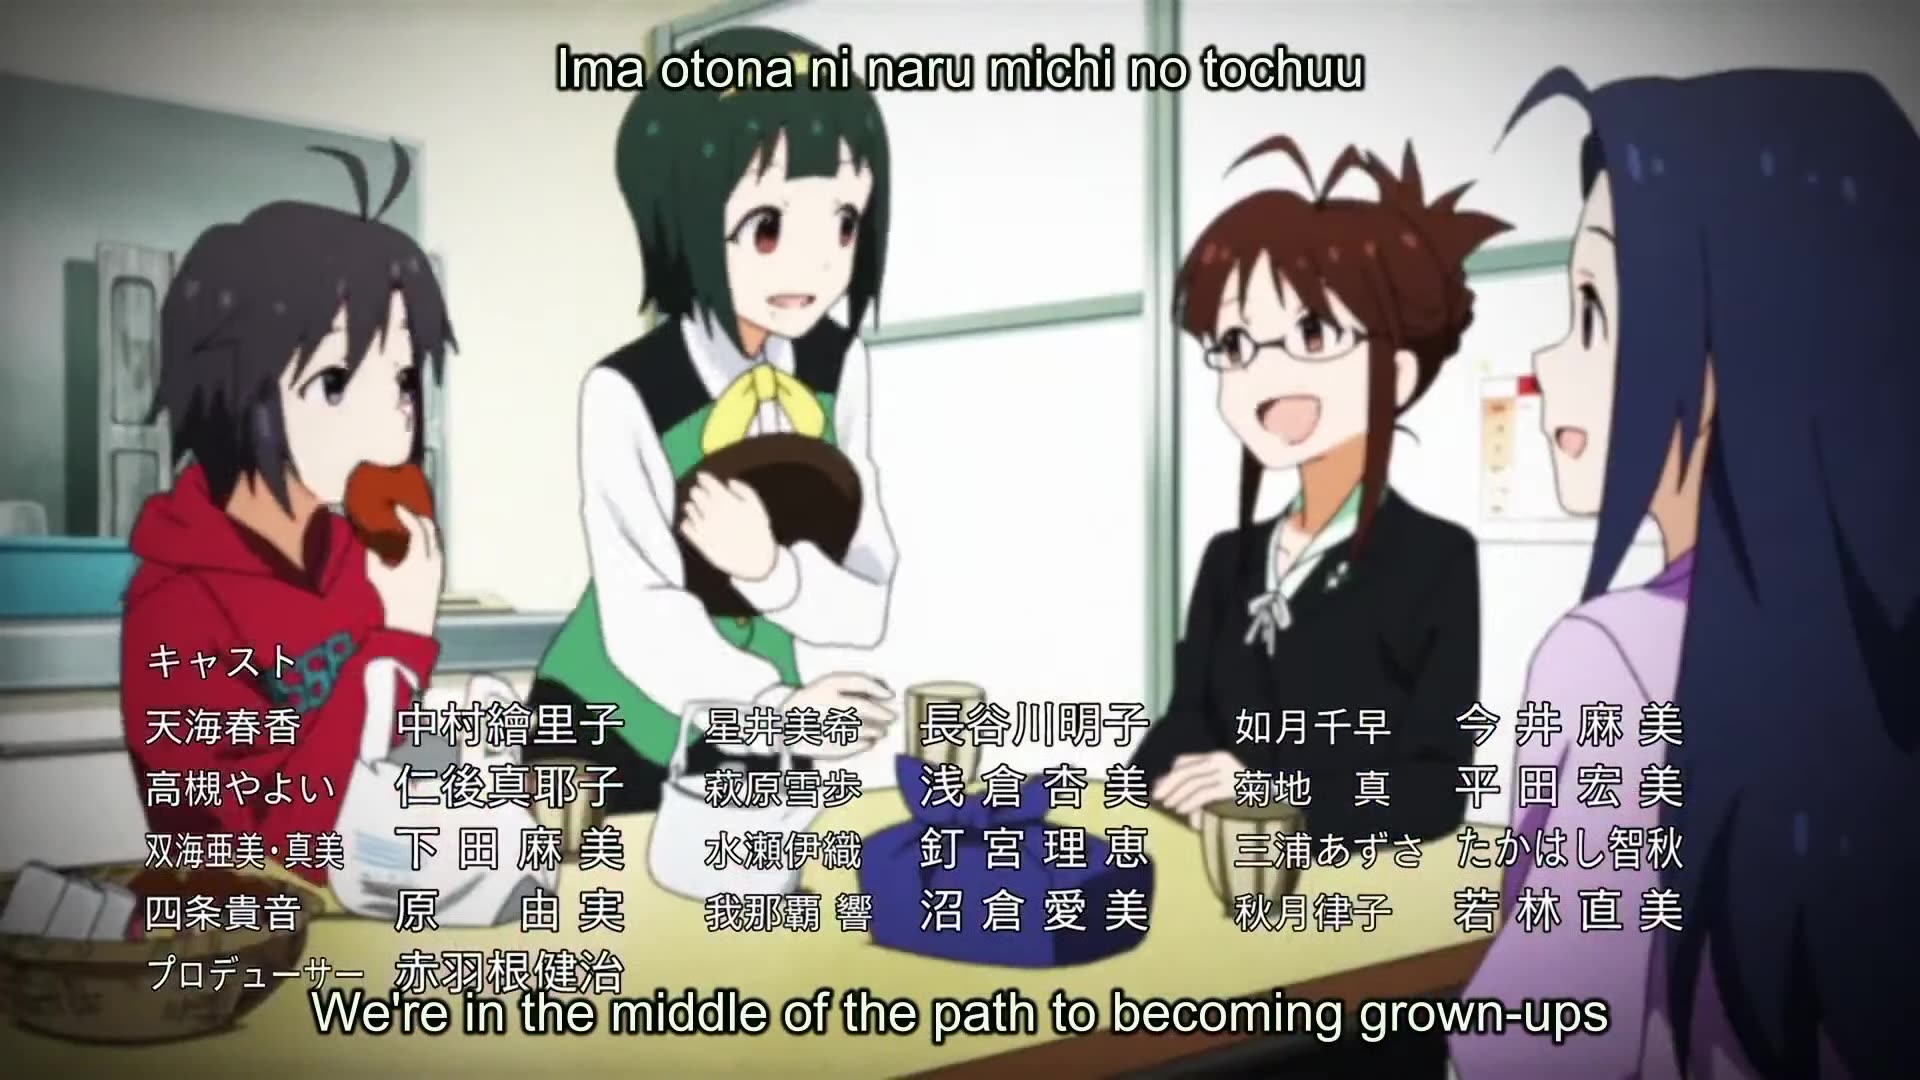 Ima otona ni naru michi no tochuu
キャスト
天海春香 中村繪里子 星井美希 長谷川明子 如月千早 今井麻美
高槻やよい 仁後真耶子 萩原雪歩 浅倉杏美 菊地 真 平田宏美
双海亜美・真美 下田麻美 水瀬伊織 釘宮理恵 三浦あずさ たかはし智秋
四条貴音 原 由実 我那覇 響 沼倉愛美 秋月律子 若林直美
プロデューサー 赤羽根健治
We're in the middle of the path to becoming grown-ups